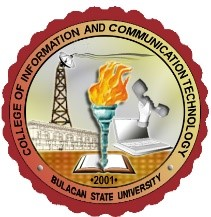 COLLEGE OF INFORMATION AND COMMUNICATION TECHNOLOGY
•2001•
BULACAN STATE UNIVERSITY